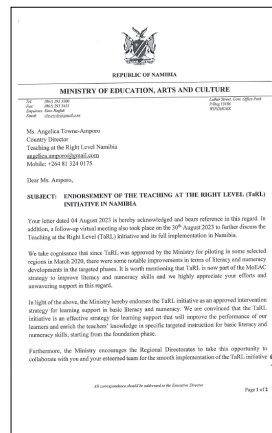 REPUBLIC OF NAMIBIA
MINISTRY OF EDUCATION, ARTS AND CULTURE
Luther Street, Govt. Office Park
WINDHOEK
Ms. Angelica Towne-Amporo
Country Director
Teaching at the Right Level Namibia
angelica.amporo@gmail.com
Mobile: +264 81 324 0175
Dear Ms. Amporo,
SUBJECT: ENDORSEMENT OF THE TEACHING AT THE RIGHT LEVEL (TaRL)
INITIATIVE IN NAMIBIA
Your letter dated 04 August 2023 is hereby acknowledged and bears reference in this regard. In
addition, a follow-up virtual meeting also took place on the 30th August 2023 to further discuss the
Teaching at the Right Level (TaRL) initiative and its full implementation in Namibia.
We take cognisance that since TaRL was approved by the Ministry for piloting in some selected
regions in March 2020, there were some notable improvements in terms of literacy and numeracy
developments in the targeted phases. It is worth mentioning that TaRL is now part of the MoEAC
strategy to improve literacy and numeracy skills and we highly appreciate your efforts and
unwavering support in this regard.
In light of the above, the Ministry hereby endorses the TaRL initiative as an approved intervention
strategy for learning support in basic literacy and numeracy. We are convinced that the TaRL
initiative is an effective strategy for learning support that will improve the performance of our
learners and enrich the teachers' knowledge in specific targeted instruction for basic literacy and
numeracy skills, starting from the foundation phase.
Furthermore, the Ministry encourages the Regional Directorates to take this opportunity to
collaborate with you and your esteemed team for the smooth implementation of the TaRL initiative
All correspondence should be addressed to the Executive Director
Page 1 of 2